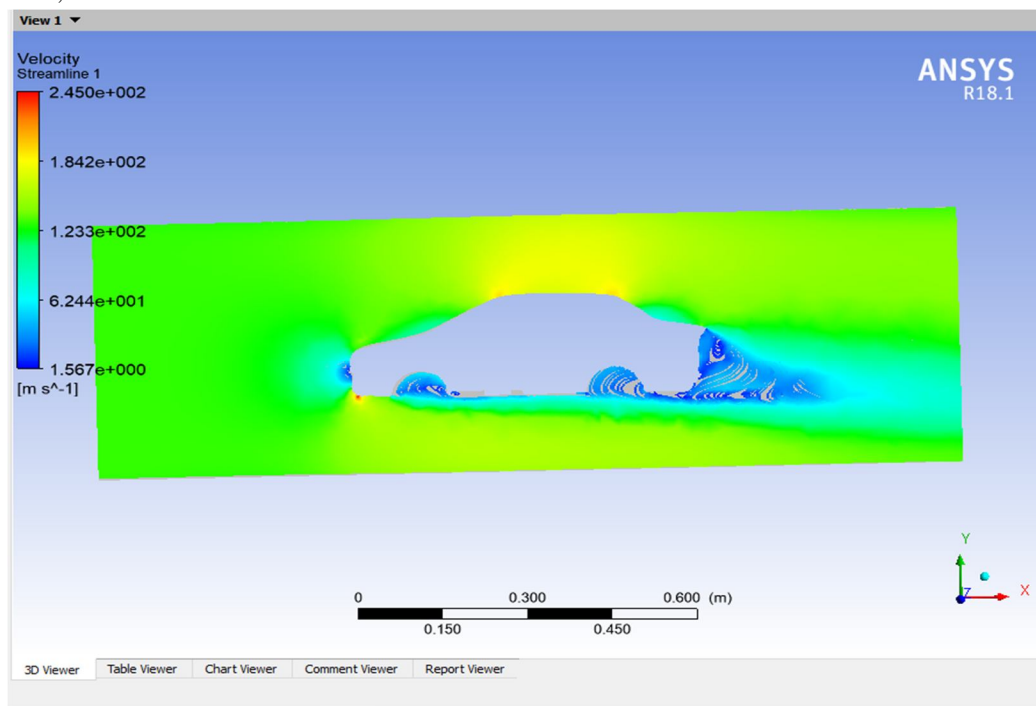 View 1
Velocity
Streamline 1
2.450e+002
1.842e+002
1.233e+002
6.244e+001
1.567e+000
[m s^-1]
ANSYS
R18.1
Y
X
Z
0 0.300 0.600 (m)
0.150 0.450
3D Viewer Table Viewer Chart Viewer Comment Viewer Report Viewer